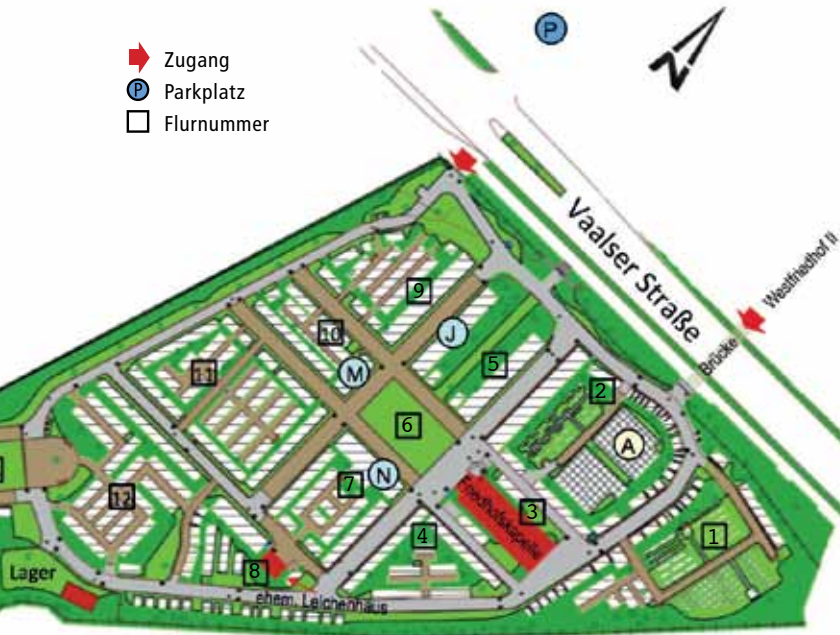 P
N
Zugang
P Parkplatz
Flurnummer
Vaalser Straße
Westfriedhof II
Brücke
9
J
10
M
5
11
2
6
A
N
7
12
Friedhofskapelle
3
4
1
8
Lager
ehem. Leichenhaus